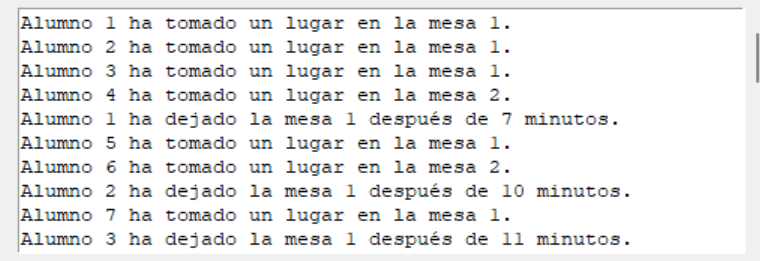 Alumno 1 ha tomado un lugar en la mesa 1.
Alumno 2 ha tomado un lugar en la mesa 1.
Alumno 3 ha tomado un lugar en la mesa 1.
Alumno 4 ha tomado un lugar en la mesa 2.
Alumno 1 ha dejado la mesa 1 después de 7 minutos.
Alumno 5 ha tomado un lugar en la mesa 1.
Alumno 6 ha tomado un lugar en la mesa 2.
Alumno 2 ha dejado la mesa 1 después de 10 minutos.
Alumno 7 ha tomado un lugar en la mesa 1.
Alumno 3 ha dejado la mesa 1 después de 11 minutos.